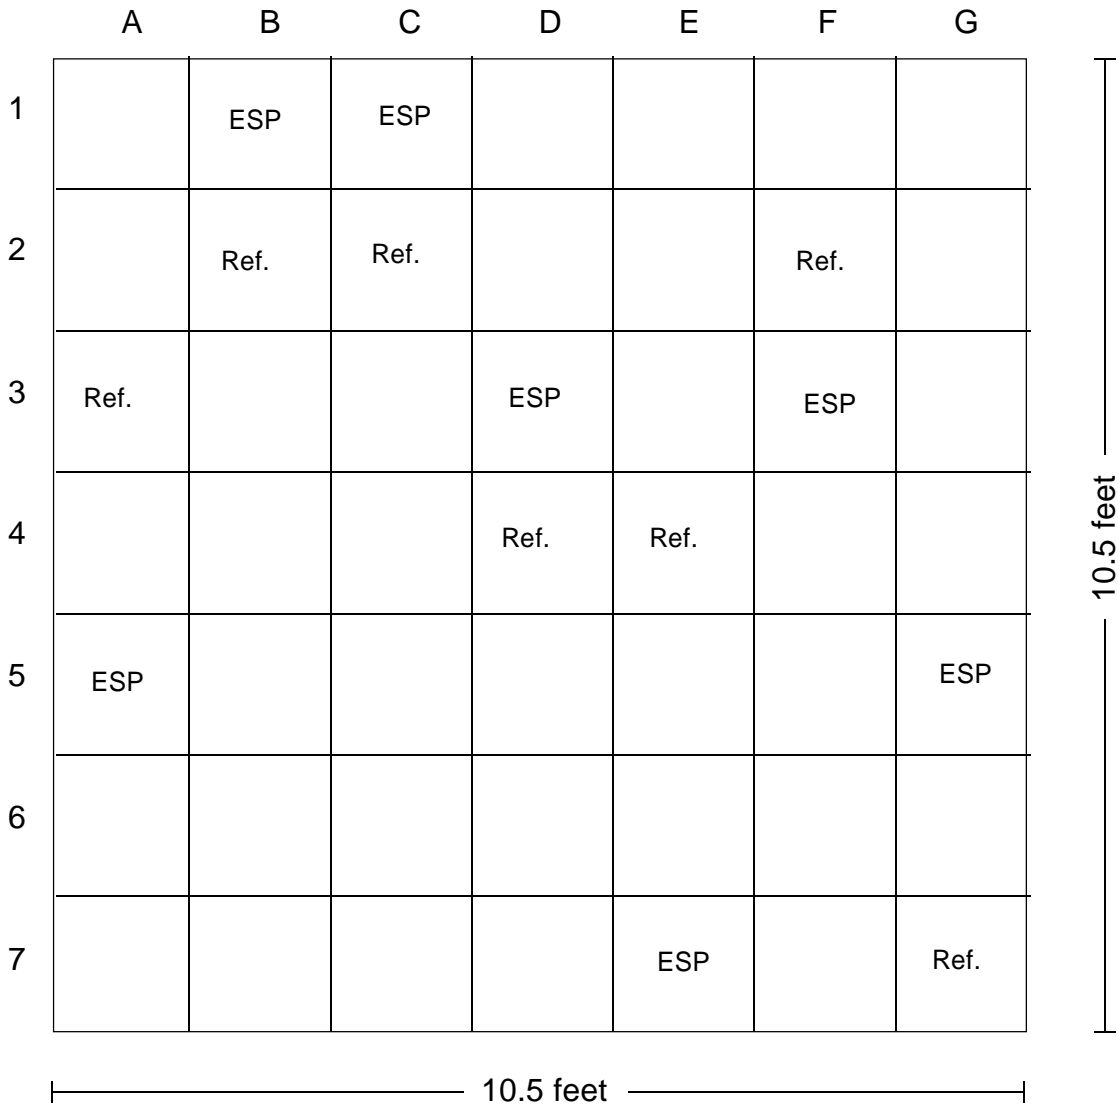 A B C D E F G
1 ESP ESP
2 Ref. Ref. Ref.
3 Ref. ESP ESP
4 Ref. Ref.
5 ESP ESP
6
7 ESP Ref.
10.5 feet
10.5 feet